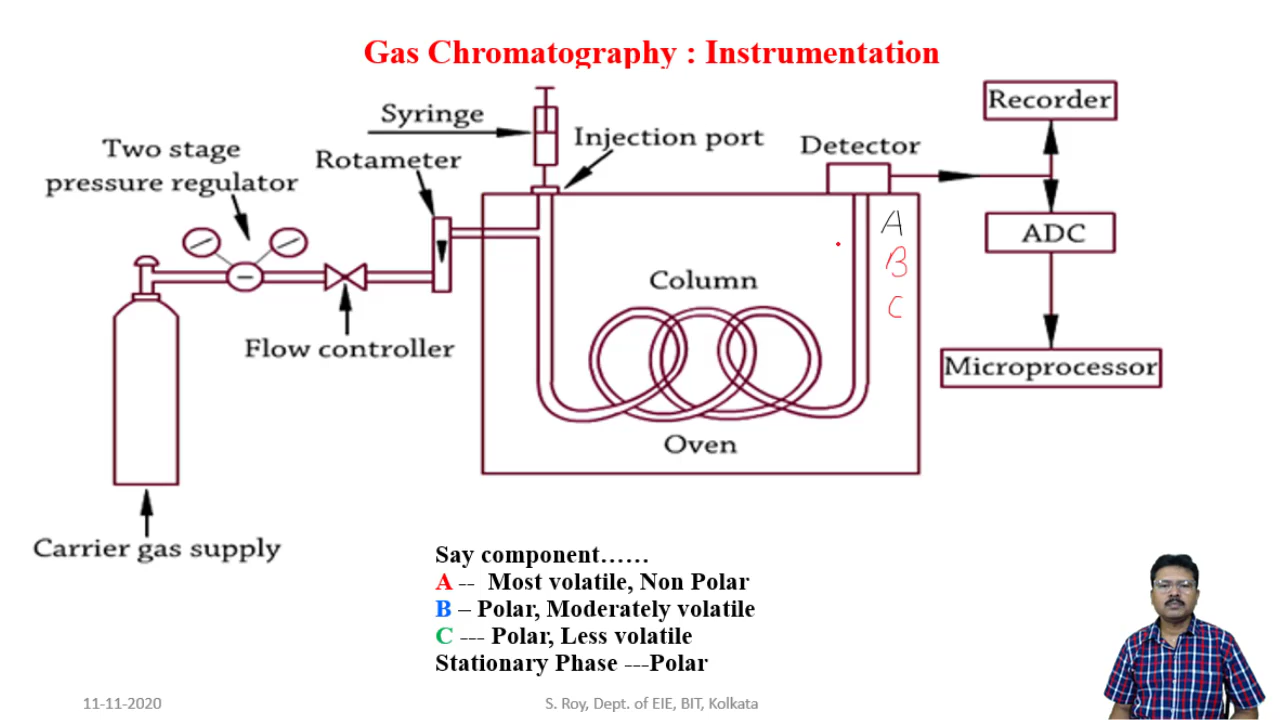 Gas Chromatography : Instrumentation
Recorder
Syringe
Injection port
Detector
Two stage
pressure regulator
Rotameter
A
ADC
B
Column
C
Flow controller
Microprocessor
Oven
Carrier gas supply
Say component......
A -- Most volatile, Non Polar
B – Polar, Moderately volatile
C --- Polar, Less volatile
Stationary Phase ---Polar
11-11-2020
S. Roy, Dept. of EIE, BIT, Kolkata